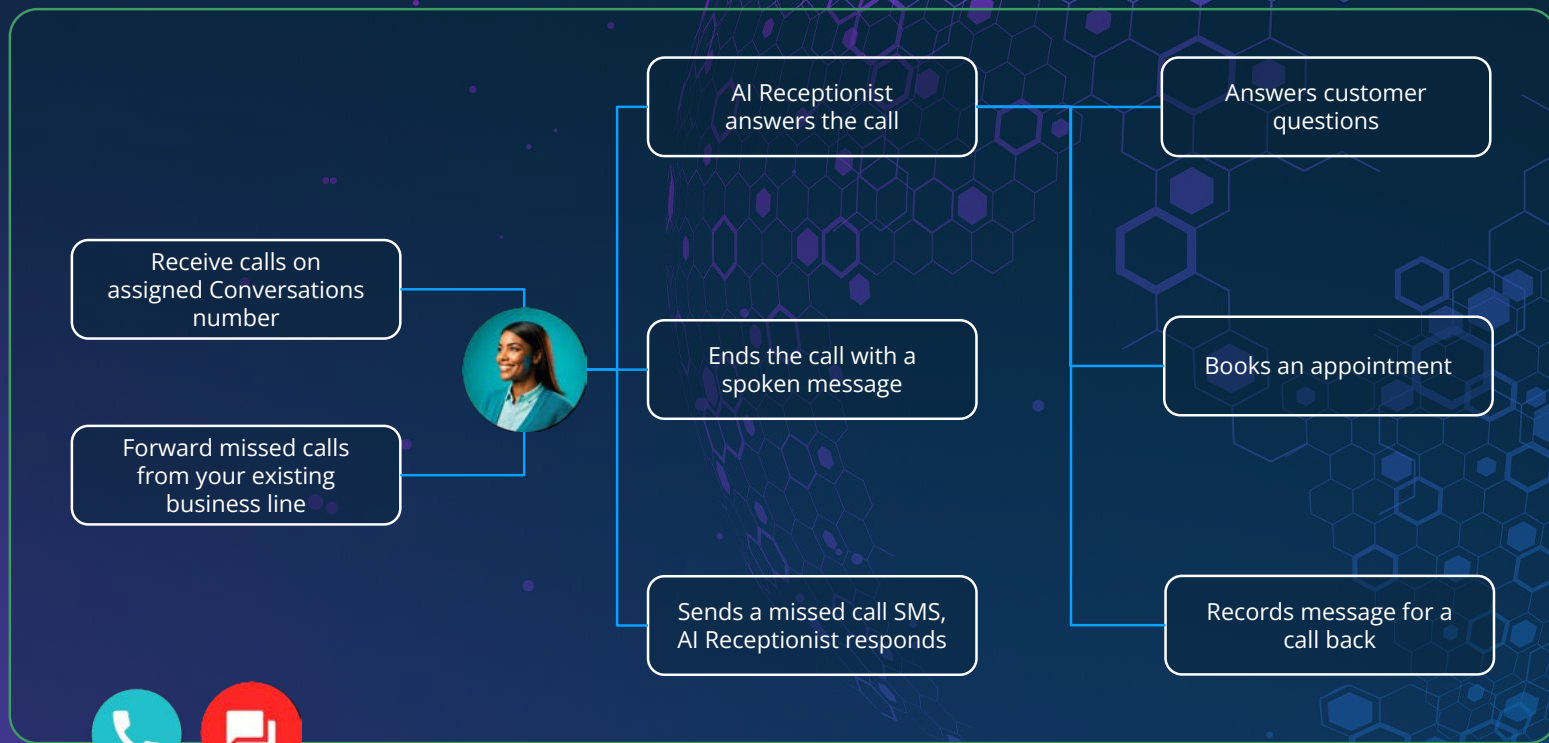 Receive calls on
assigned Conversations
number
Forward missed calls
from your existing
business line
AI Receptionist
answers the call
Ends the call with a
spoken message
Sends a missed call SMS,
AI Receptionist responds
Answers customer
questions
Books an appointment
Records message for a
call back